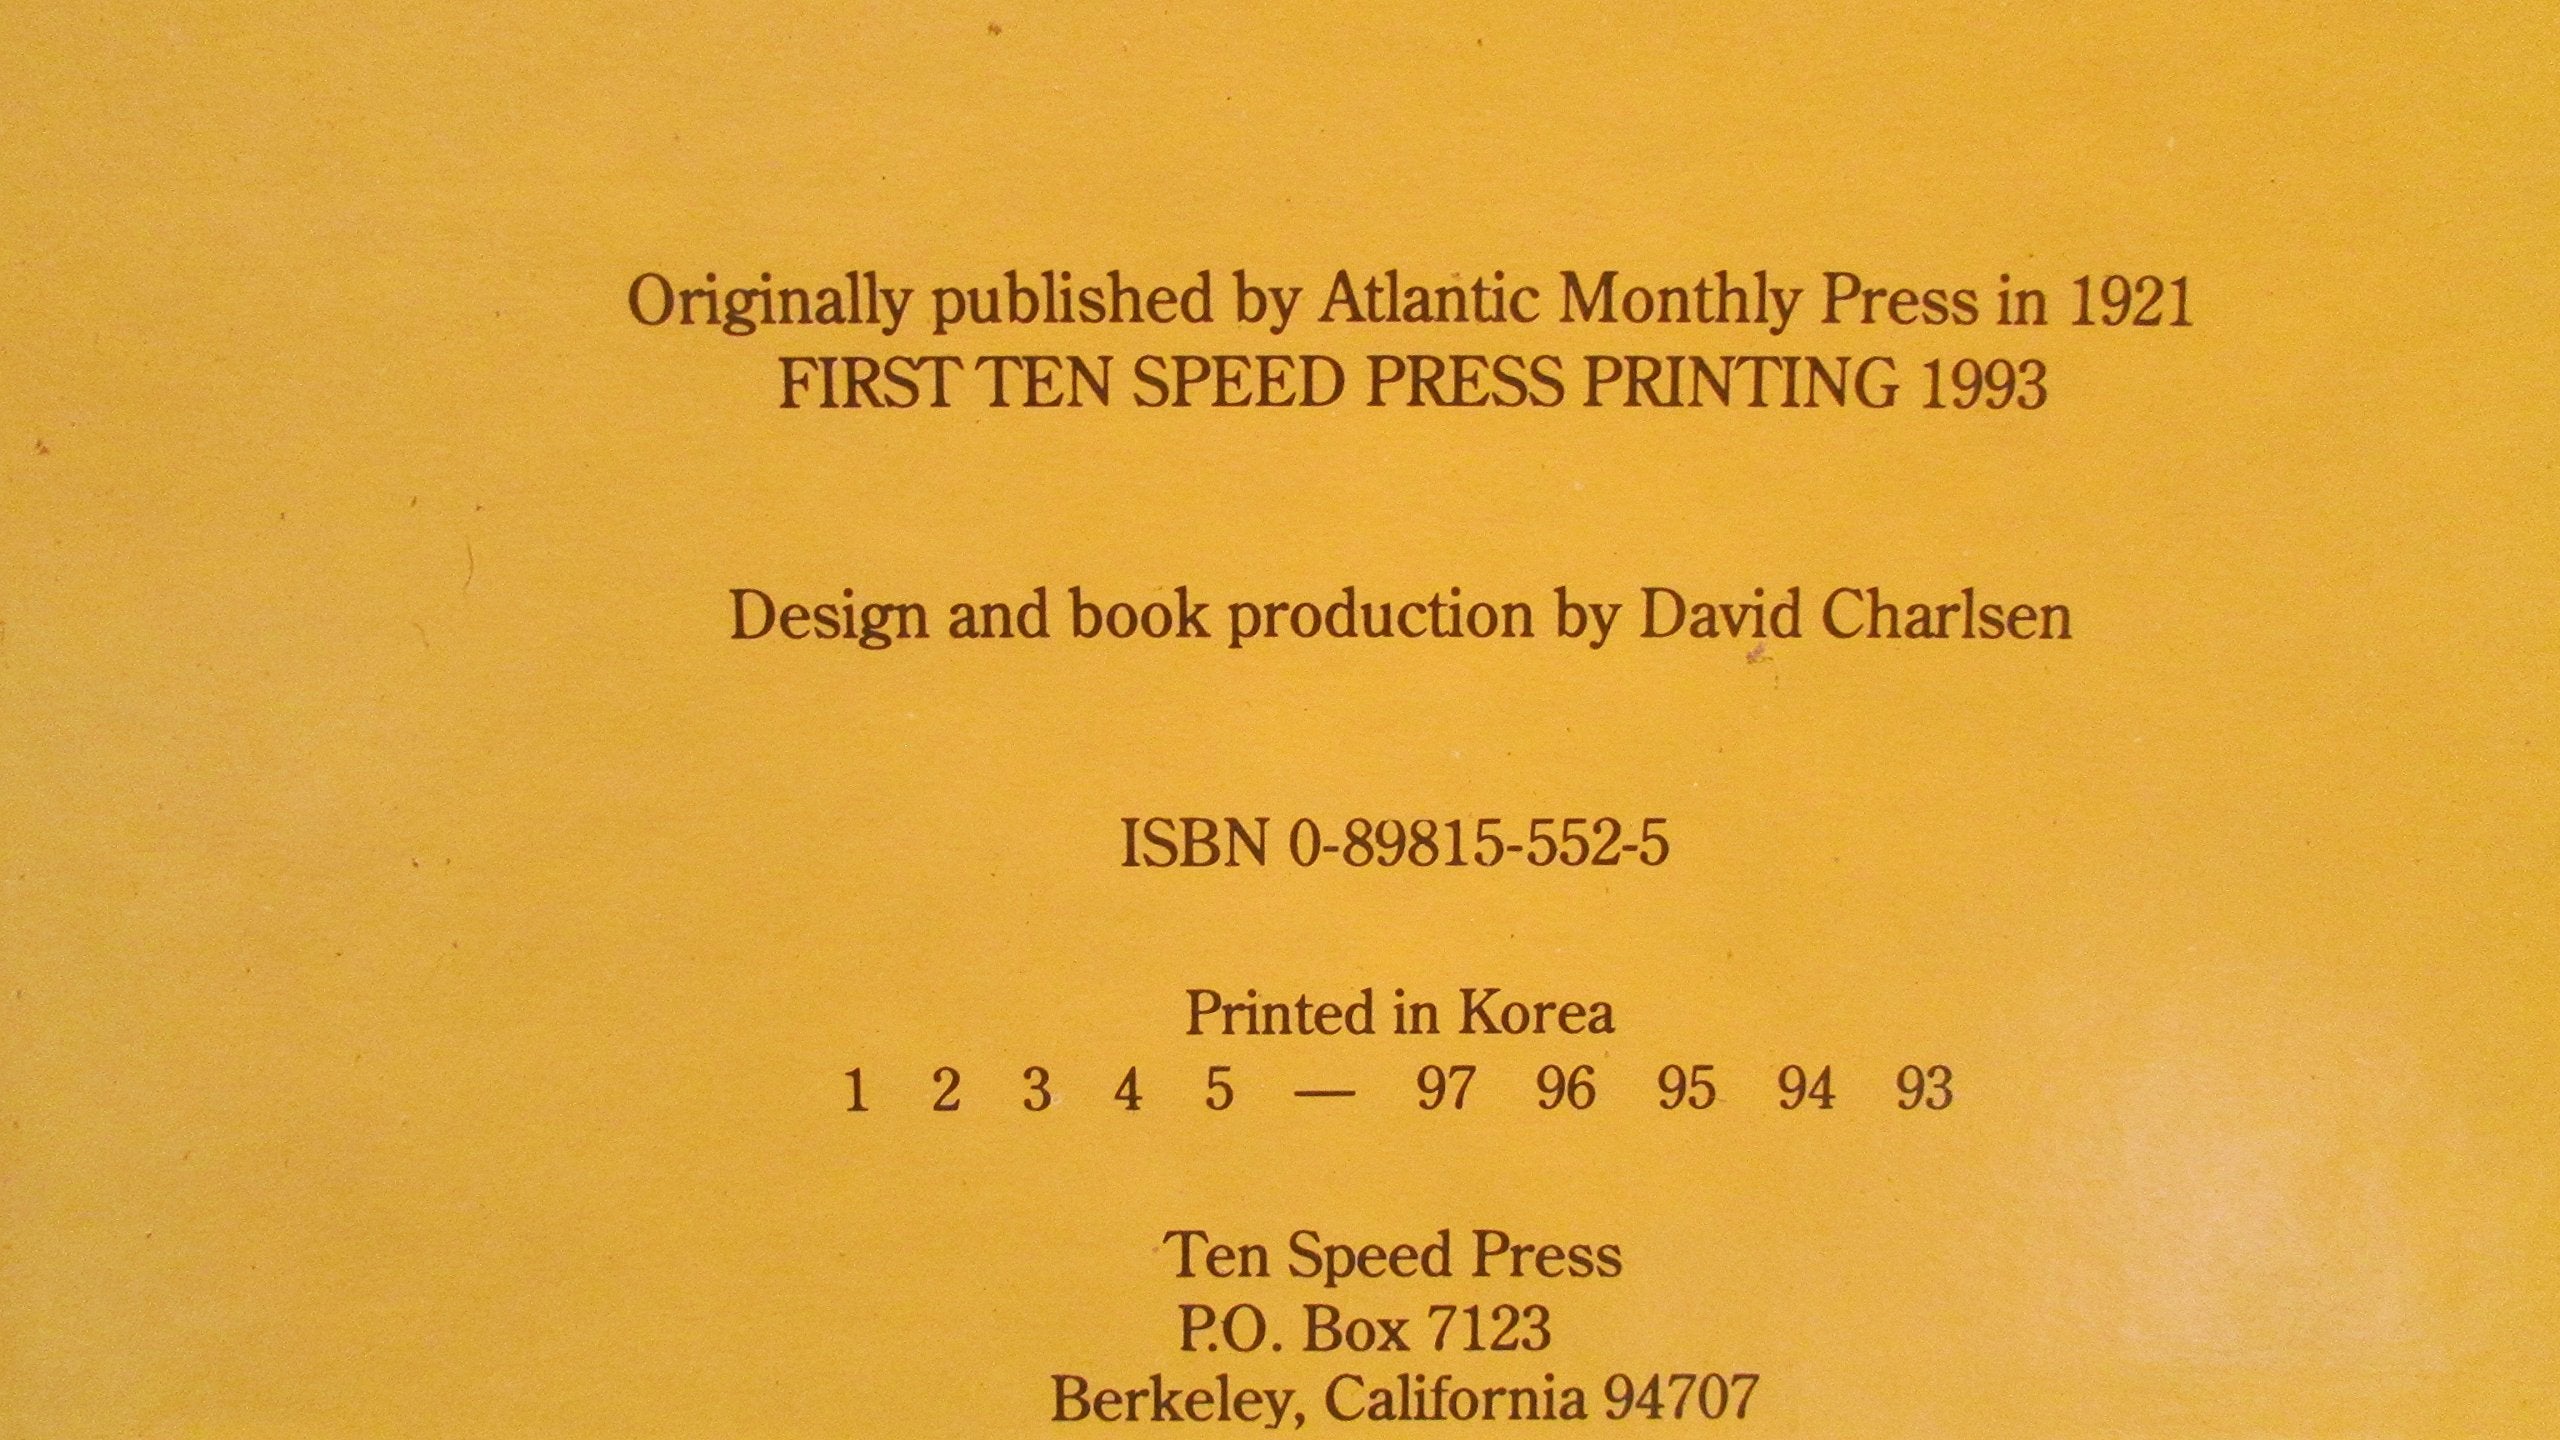 Originally published by Atlantic Monthly Press in 1921
FIRST TEN SPEED PRESS PRINTING 1993
Design and book production by David Charlsen
ISBN 0-89815-552-5
Printed in Korea
1 2 3 4 5 — 97 96 95 94 93
Ten Speed Press
P.O. Box 7123
Berkeley, California 94707